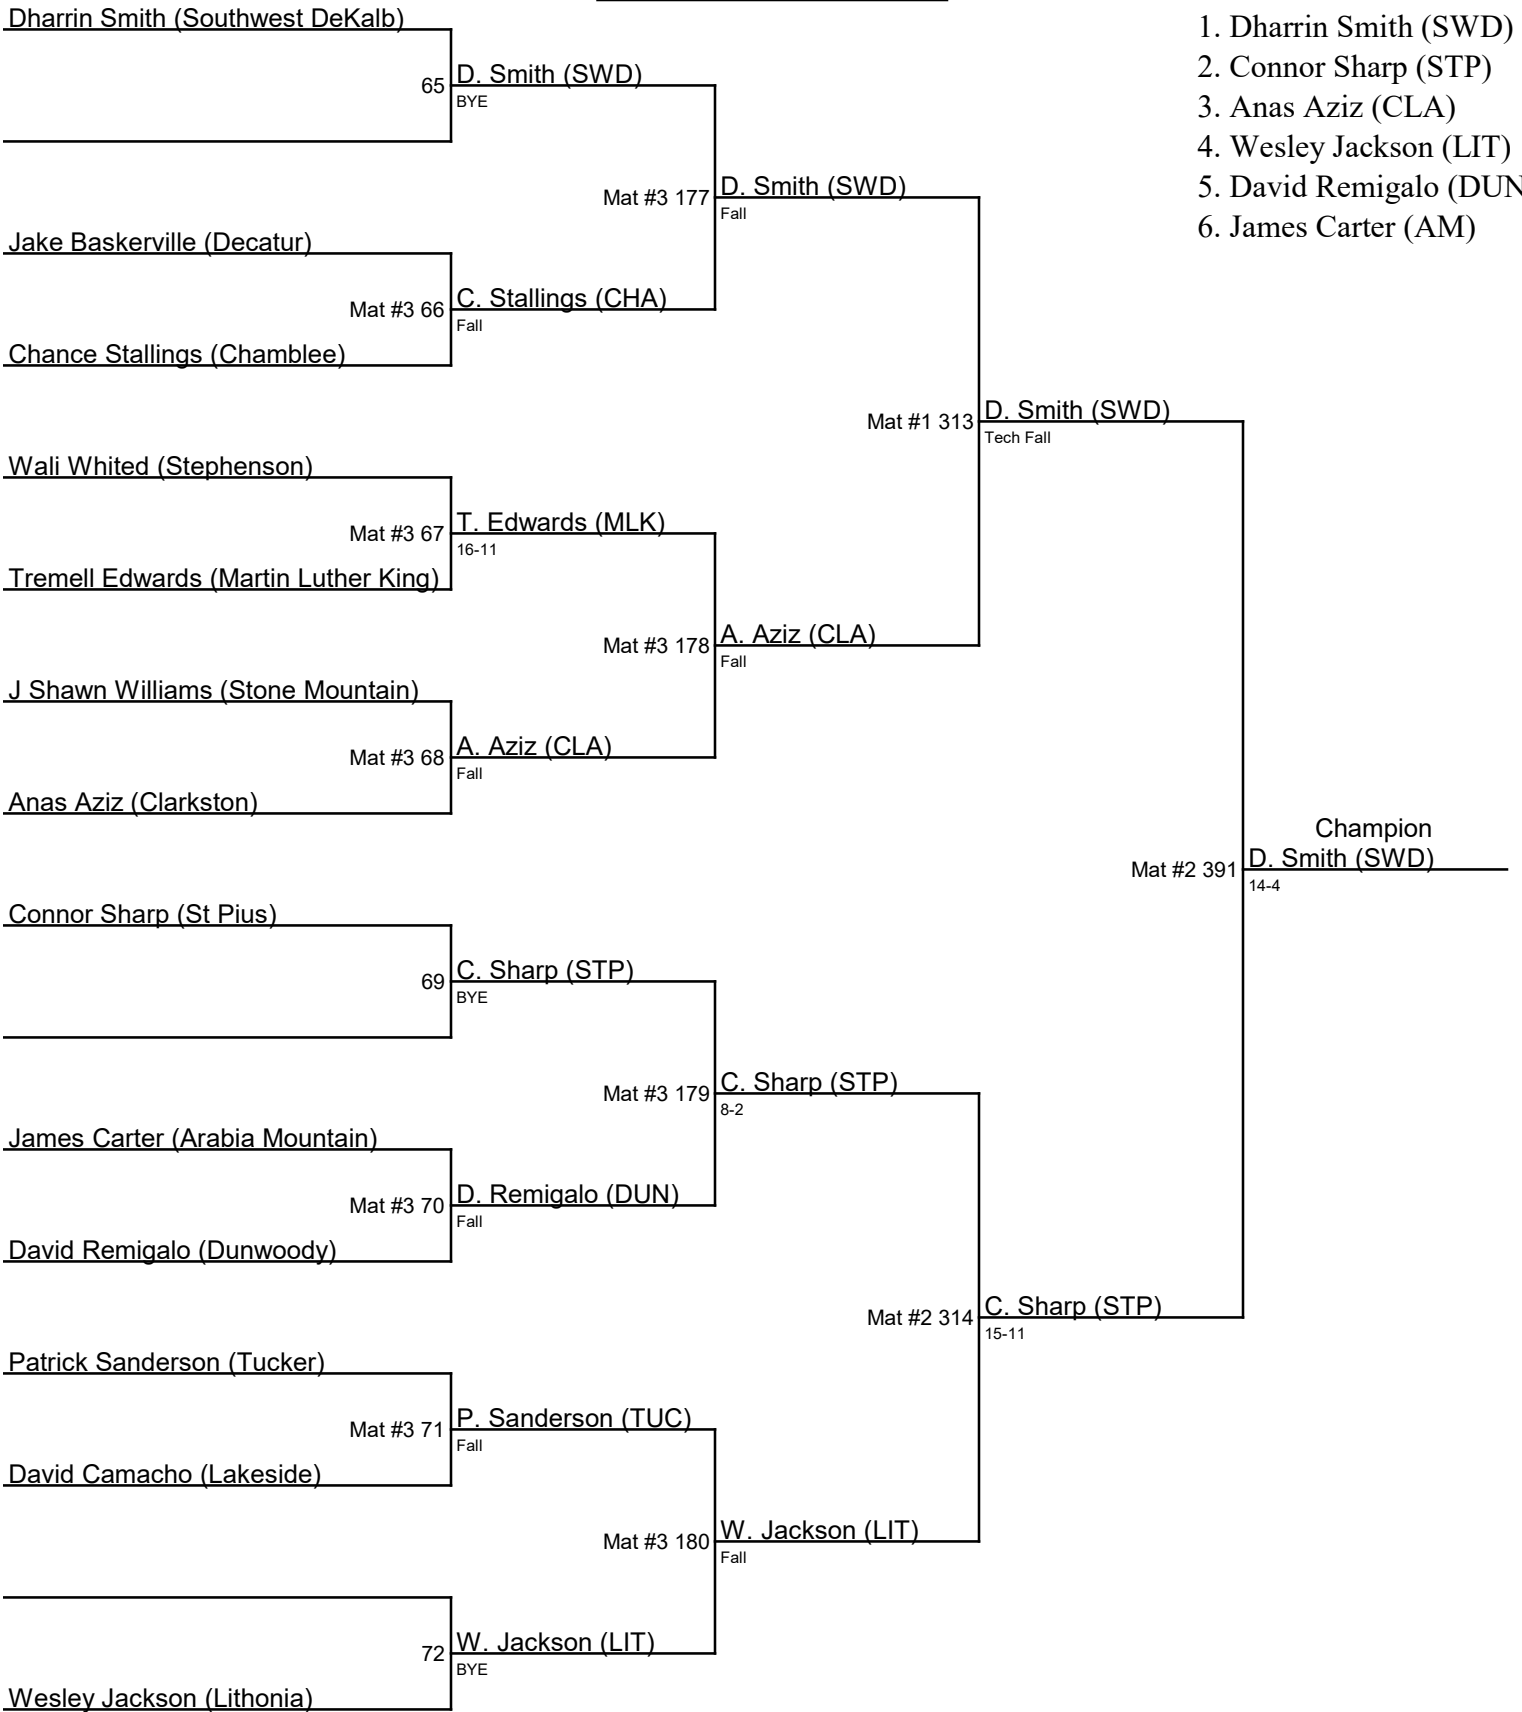 Dharrin Smith (Southwest DeKalb)
65
D. Smith (SWD)
BYE
Mat #3 177
D. Smith (SWD)
Fall
Jake Baskerville (Decatur)
Mat #3 66
C. Stallings (CHA)
Fall
Chance Stallings (Chamblee)
Mat #1 313
D. Smith (SWD)
Tech Fall
Wali Whited (Stephenson)
Mat #3 67
T. Edwards (MLK)
16-11
Tremell Edwards (Martin Luther King)
Mat #3 178
A. Aziz (CLA)
Fall
J Shawn Williams (Stone Mountain)
Mat #3 68
A. Aziz (CLA)
Fall
Anas Aziz (Clarkston)
Champion
Mat #2 391
D. Smith (SWD)
14-4
Connor Sharp (St Pius)
69
C. Sharp (STP)
BYE
Mat #3 179
C. Sharp (STP)
8-2
James Carter (Arabia Mountain)
Mat #3 70
D. Remigalo (DUN)
Fall
David Remigalo (Dunwoody)
Mat #2 314
C. Sharp (STP)
15-11
Patrick Sanderson (Tucker)
Mat #3 71
P. Sanderson (TUC)
Fall
David Camacho (Lakeside)
Mat #3 180
W. Jackson (LIT)
Fall
72
W. Jackson (LIT)
BYE
Wesley Jackson (Lithonia)
1. Dharrin Smith (SWD)
2. Connor Sharp (STP)
3. Anas Aziz (CLA)
4. Wesley Jackson (LIT)
5. David Remigalo (DUN
6. James Carter (AM)